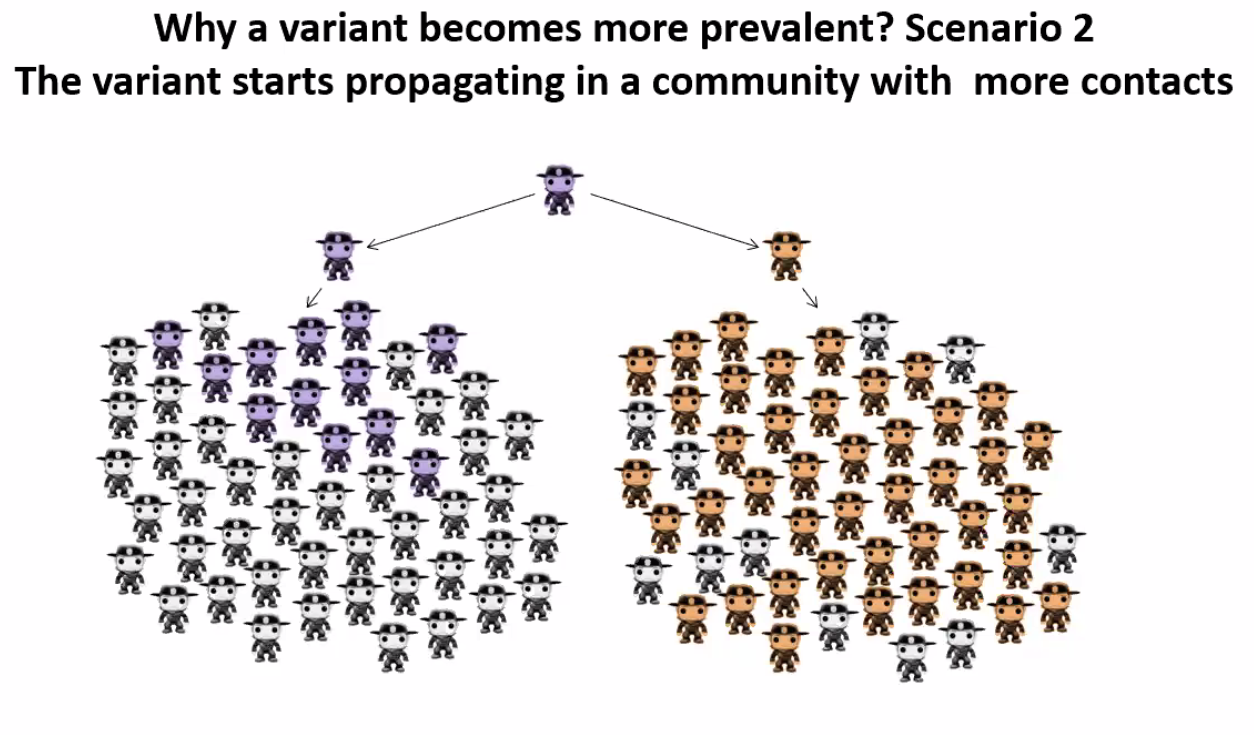 Why a variant becomes more prevalent? Scenario 2
The variant starts propagating in a community with  more contacts